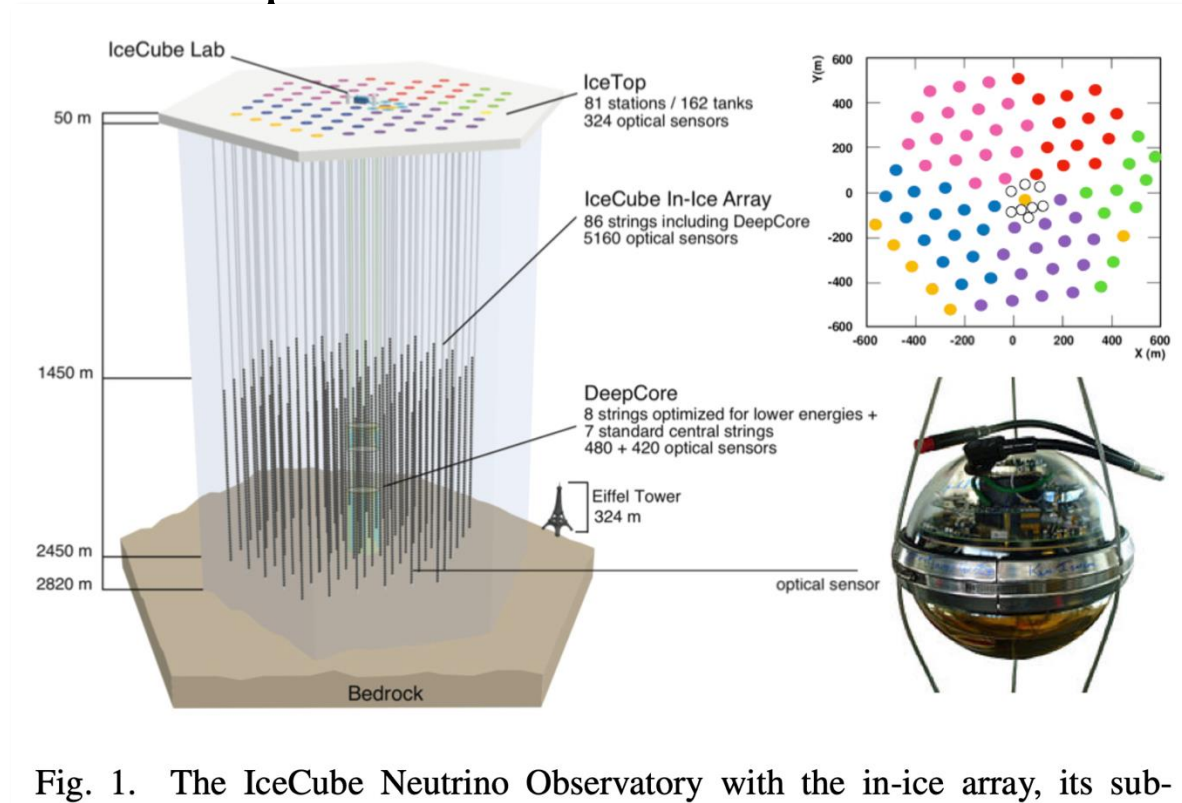 IceCube Lab
IceTop
81 stations / 162 tanks
324 optical sensors
50 m
IceCube In-Ice Array
86 strings including DeepCore
5160 optical sensors
1450 m
DeepCore
8 strings optimized for lower energies +
7 standard central strings
480 + 420 optical sensors
Eiffel Tower
324 m
2450 m
2820 m
optical sensor
Bedrock
Y(m)
600
400
200
0
-200
-400
-600
-600 -400 -200 0 200 400 600
X (m)
Fig. 1. The IceCube Neutrino Observatory with the in-ice array, its sub-